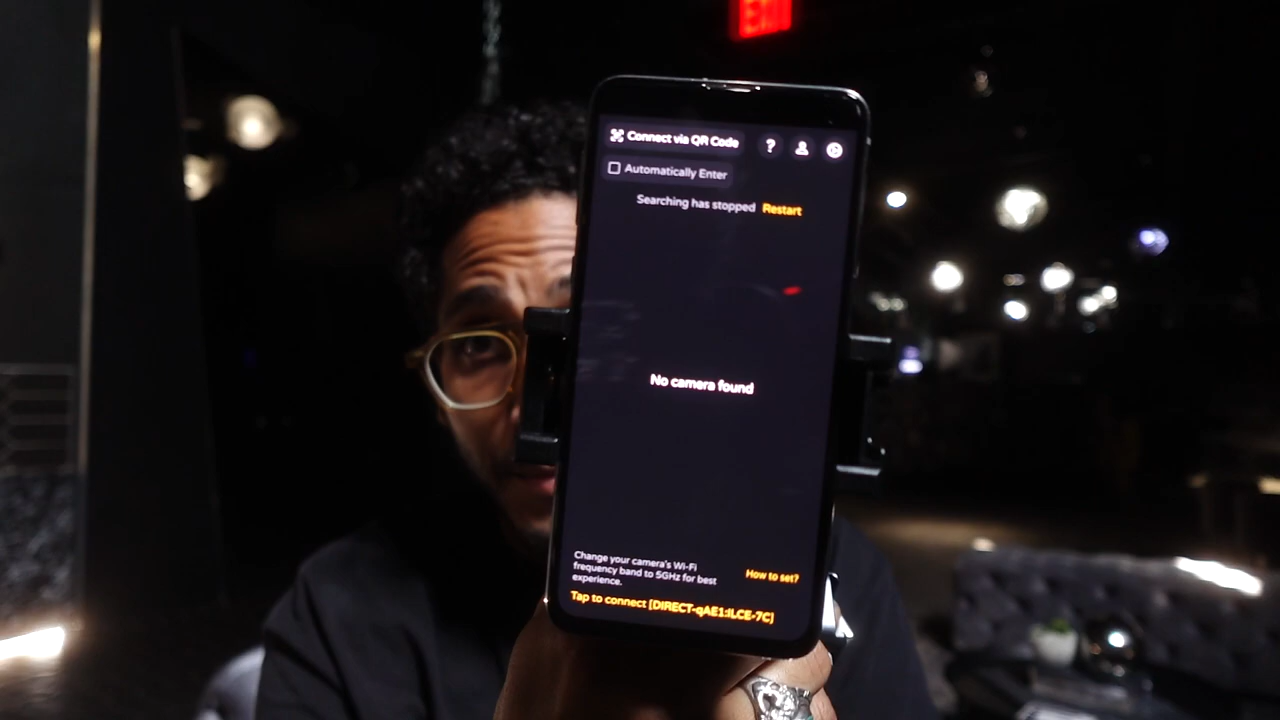 EXIT
Connect via QR Code
?
Automatically Enter
Searching has stopped Restart
No camera found
Change your camera's Wi-Fi
frequency band to 5GHz for best
experience.
How to set?
Tap to connect [DIRECT-qAE1:ILCE-7C]